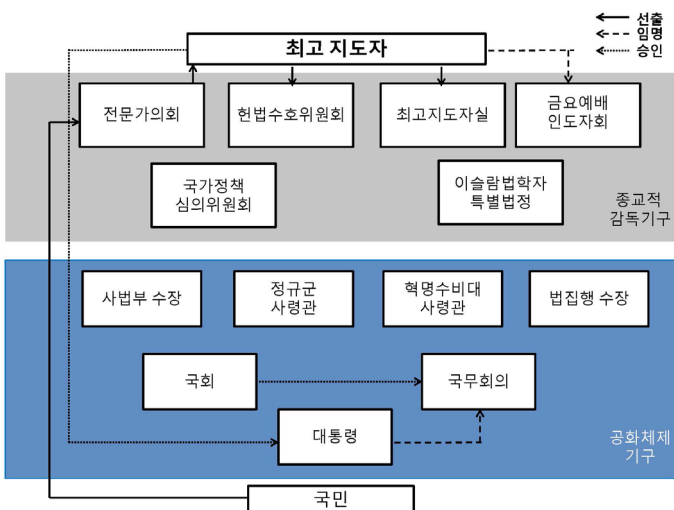 선출
임명
승인
최고 지도자
전문가의회
헌법수호위원회
최고지도자실
금요예배
인도자회
국가정책
심의위원회
이슬람법학자
특별법정
종교적
감독기구
사법부 수장
정규군
사령관
혁명수비대
사령관
법집행 수장
국회
국무회의
대통령
공화체제
기구
국민